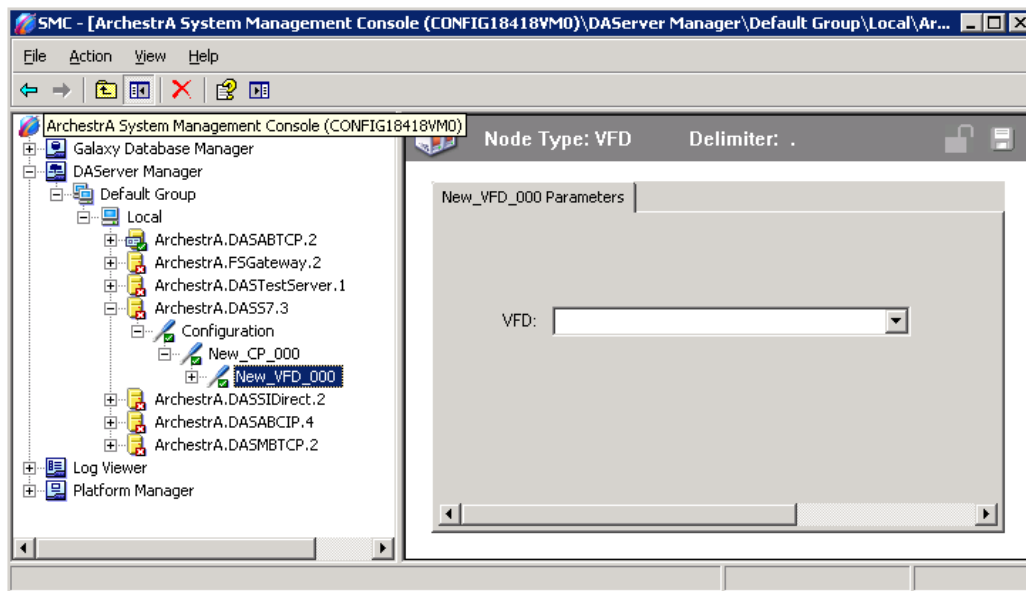 SMC - [ArchestrA System Management Console (CONFIG18418VM0)\DAServer Manager\Default Group\Local\Ar...
File Action View Help
ArchestrA System Management Console (CONFIG18418VM0)
Galaxy Database Manager
DAServer Manager
Default Group
Local
ArchestrA.DASABTCP.2
ArchestrA.FSGateway.2
ArchestrA.DASTestServer.1
ArchestrA.DASS7.3
Configuration
New_CP_000
New_VFD_000
ArchestrA.DASSIDirect.2
ArchestrA.DASABCIP.4
ArchestrA.DASMBTCP.2
Log Viewer
Platform Manager
Node Type: VFD Delimiter: .
New_VFD_000 Parameters
VFD: